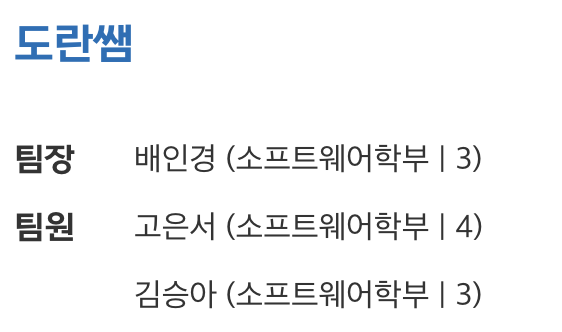 도란쌤
팀장 배인경 (소프트웨어학부 | 3)
팀원 고은서 (소프트웨어학부 | 4)
김승아 (소프트웨어학부 | 3)